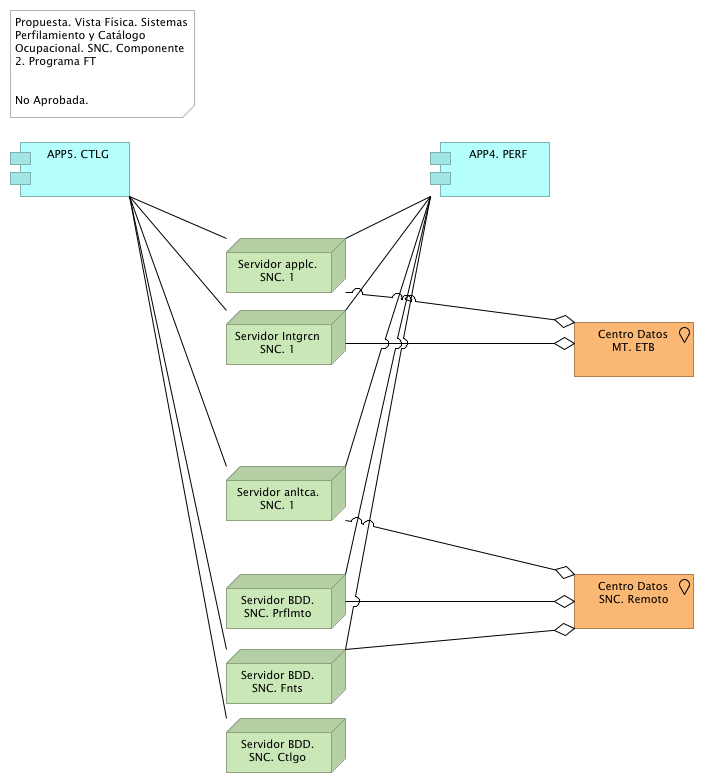 Propuesta. Vista Física. Sistemas
Perfilamiento y Catálogo
Ocupacional. SNC. Componente
2. Programa FT
No Aprobada.
APP5. CTLG
APP4. PERF
Servidor applc.
SNC. 1
Servidor Intgrcn
SNC. 1
Centro Datos
MT. ETB
Servidor anltca.
SNC. 1
Servidor BDD.
SNC. Prflmto
Centro Datos
SNC. Remoto
Servidor BDD.
SNC. Fnts
Servidor BDD.
SNC. Ctlgo